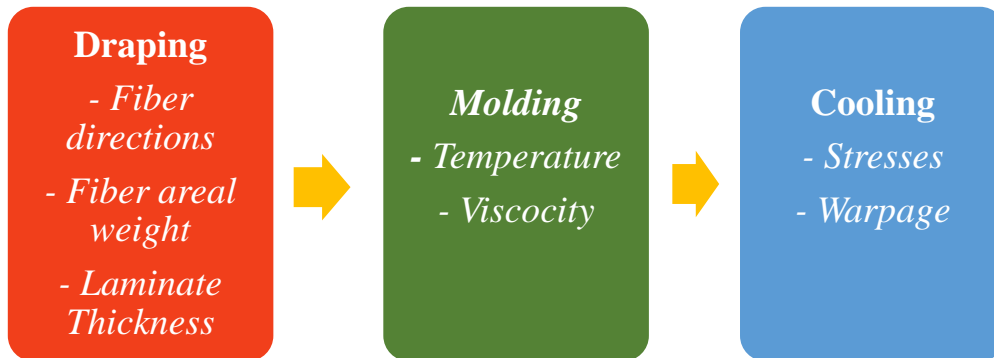 Draping
- Fiber
directions
- Fiber areal
weight
- Laminate
Thickness
Molding
- Temperature
- Viscocity
Cooling
- Stresses
- Warpage